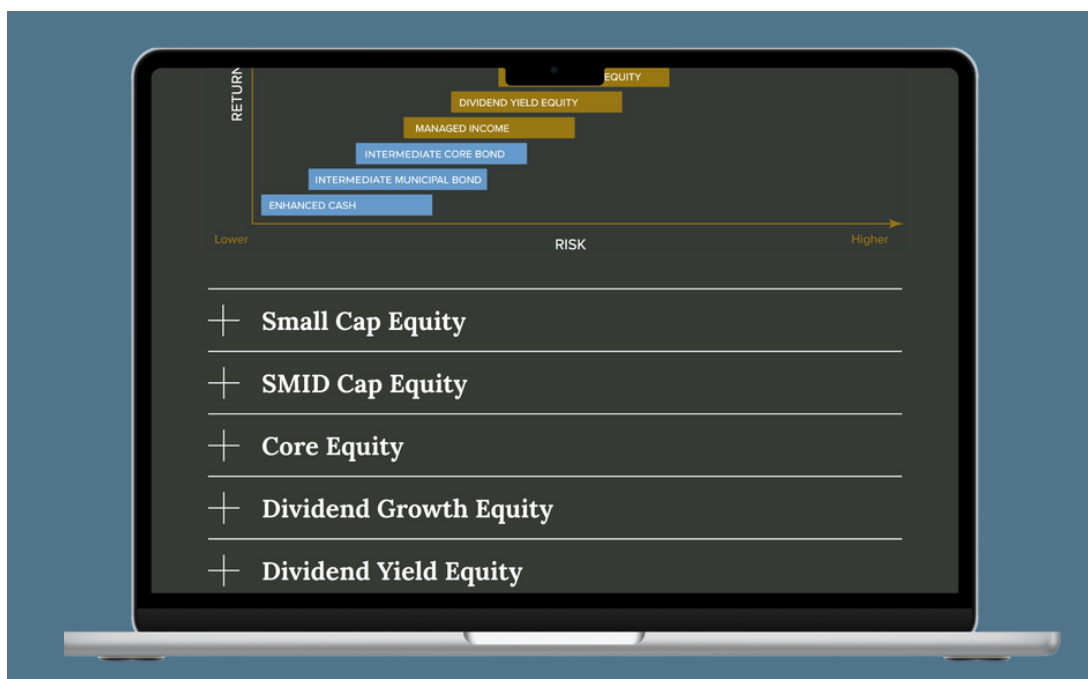 RETURN
EQUITY
DIVIDEND YIELD EQUITY
MANAGED INCOME
INTERMEDIATE CORE BOND
INTERMEDIATE MUNICIPAL BOND
ENHANCED CASH
Lower
RISK
Higher
Small Cap Equity
SMID Cap Equity
Core Equity
Dividend Growth Equity
Dividend Yield Equity